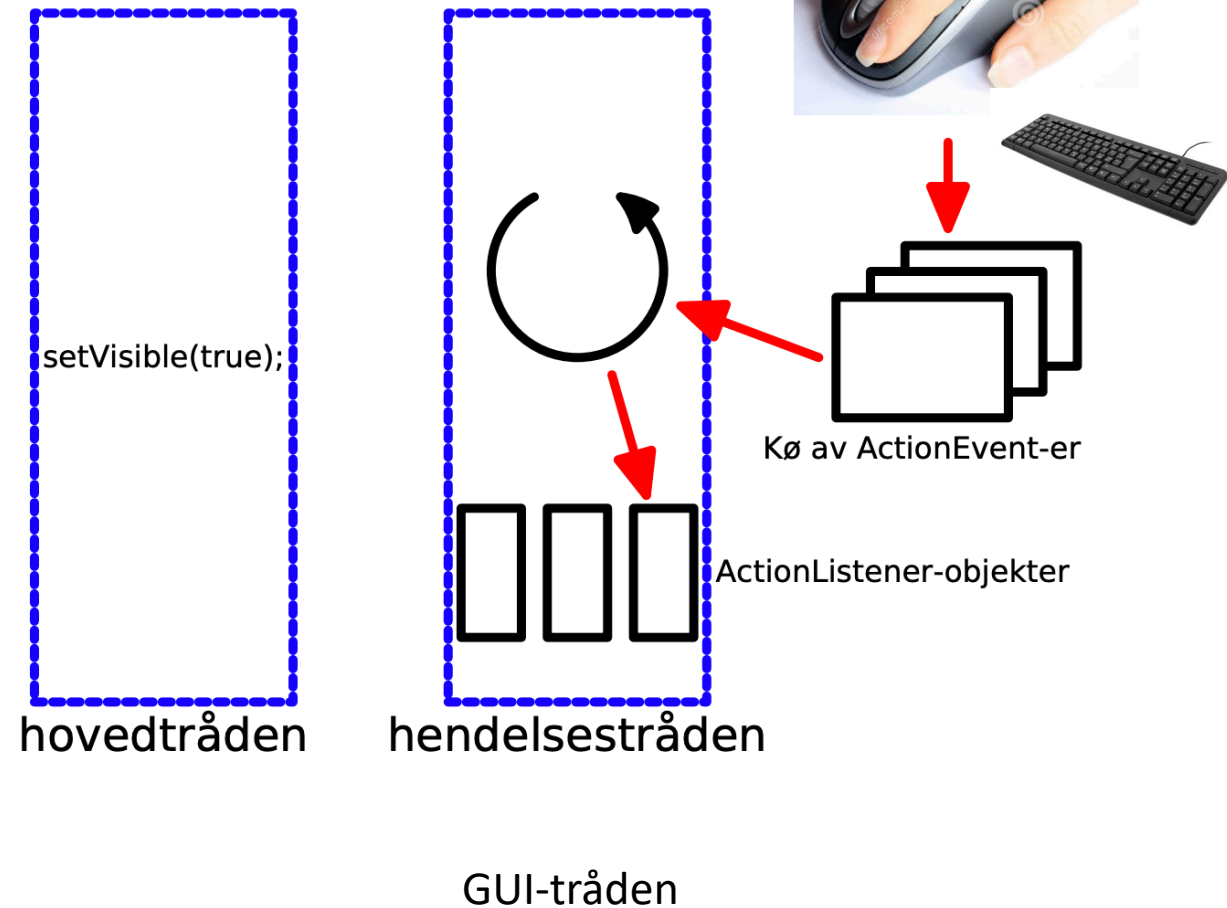 setVisible(true);
Kø av ActionEvent-er
ActionListener-objekter
hovedtråden
hendelsestråden
GUI-tråden